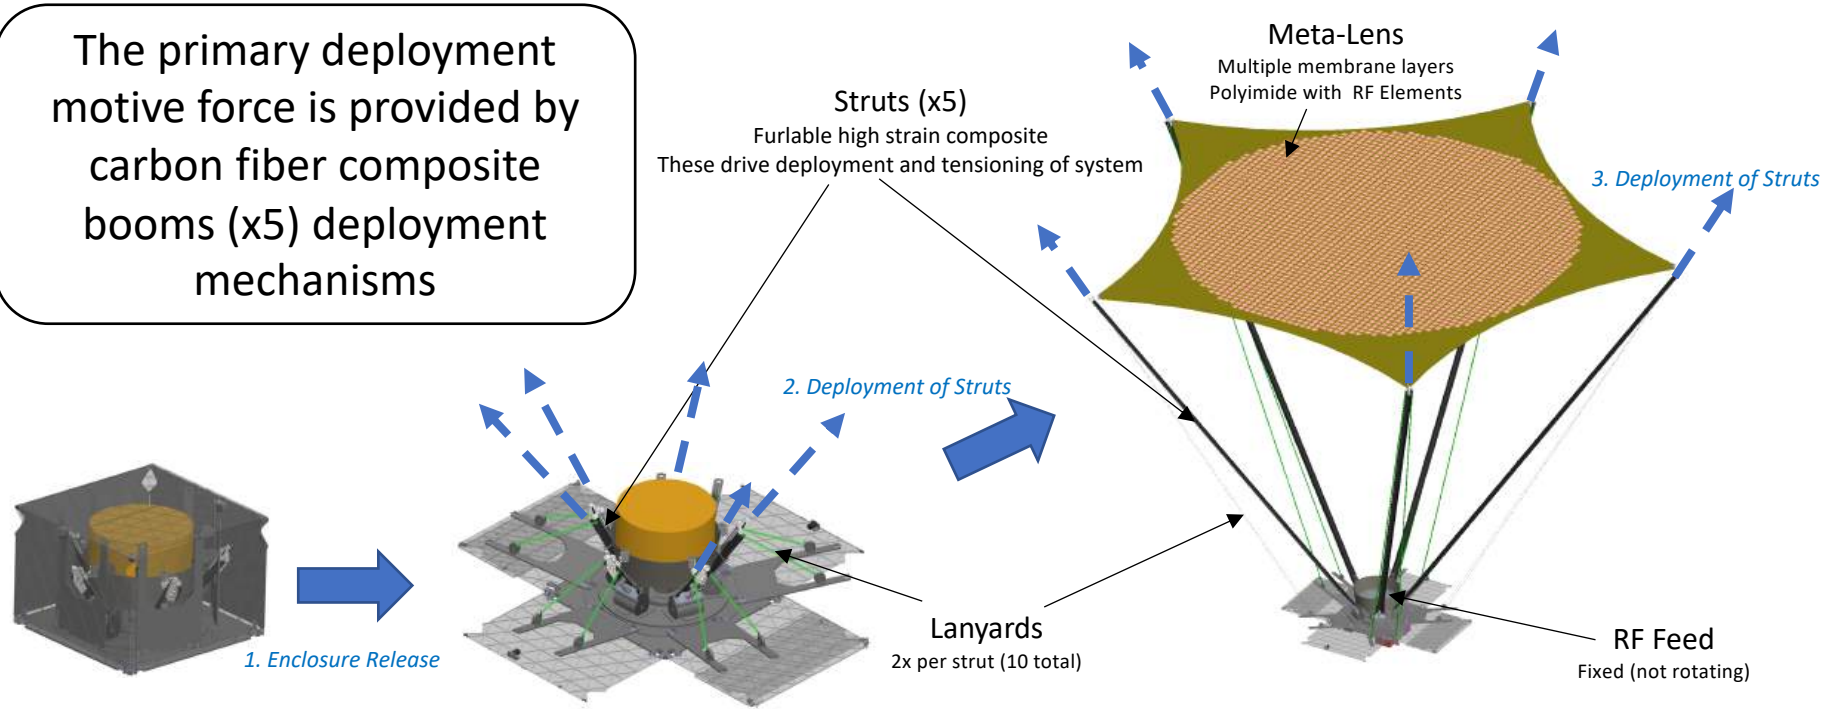 The primary deployment
motive force is provided by
carbon fiber composite
booms (x5) deployment
mechanisms
Struts (x5)
Furlable high strain composite
These drive deployment and tensioning of system
Meta-Lens
Multiple membrane layers
Polyimide with RF Elements
3. Deployment of Struts
2. Deployment of Struts
1. Enclosure Release
Lanyards
2x per strut (10 total)
RF Feed
Fixed (not rotating)